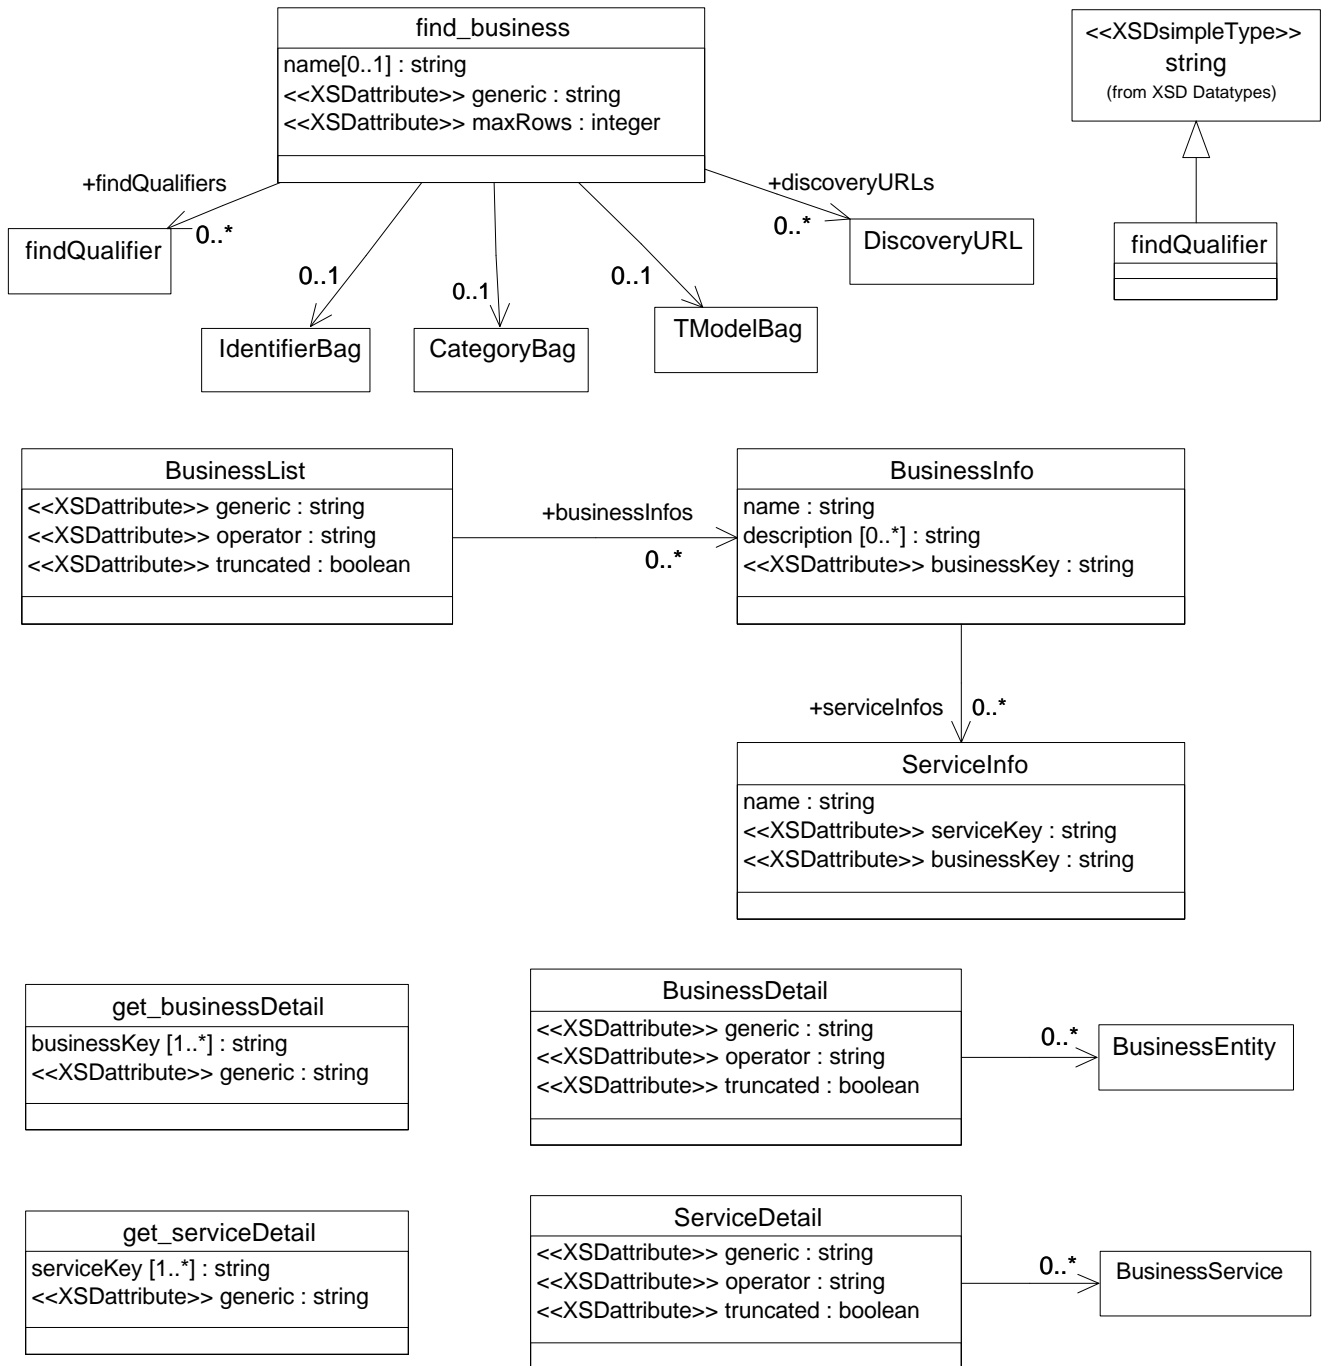 find_business
name[0..1] : string
<<XSDattribute>> generic : string
<<XSDattribute>> maxRows : integer
<<XSDsimpleType>>
string
(from XSD Datatypes)
+findQualifiers
0..*
+discoveryURLs
0..*
findQualifier
DiscoveryURL
findQualifier
0..1
0..1
0..1
IdentifierBag
CategoryBag
TModelBag
BusinessList
<<XSDattribute>> generic : string
<<XSDattribute>> operator : string
<<XSDattribute>> truncated : boolean
+businessInfos
0..*
BusinessInfo
name : string
description [0..*] : string
<<XSDattribute>> businessKey : string
+serviceInfos
0..*
ServiceInfo
name : string
<<XSDattribute>> serviceKey : string
<<XSDattribute>> businessKey : string
get_businessDetail
businessKey [1..*] : string
<<XSDattribute>> generic : string
BusinessDetail
<<XSDattribute>> generic : string
<<XSDattribute>> operator : string
<<XSDattribute>> truncated : boolean
0..*
BusinessEntity
get_serviceDetail
serviceKey [1..*] : string
<<XSDattribute>> generic : string
ServiceDetail
<<XSDattribute>> generic : string
<<XSDattribute>> operator : string
<<XSDattribute>> truncated : boolean
0..*
BusinessService